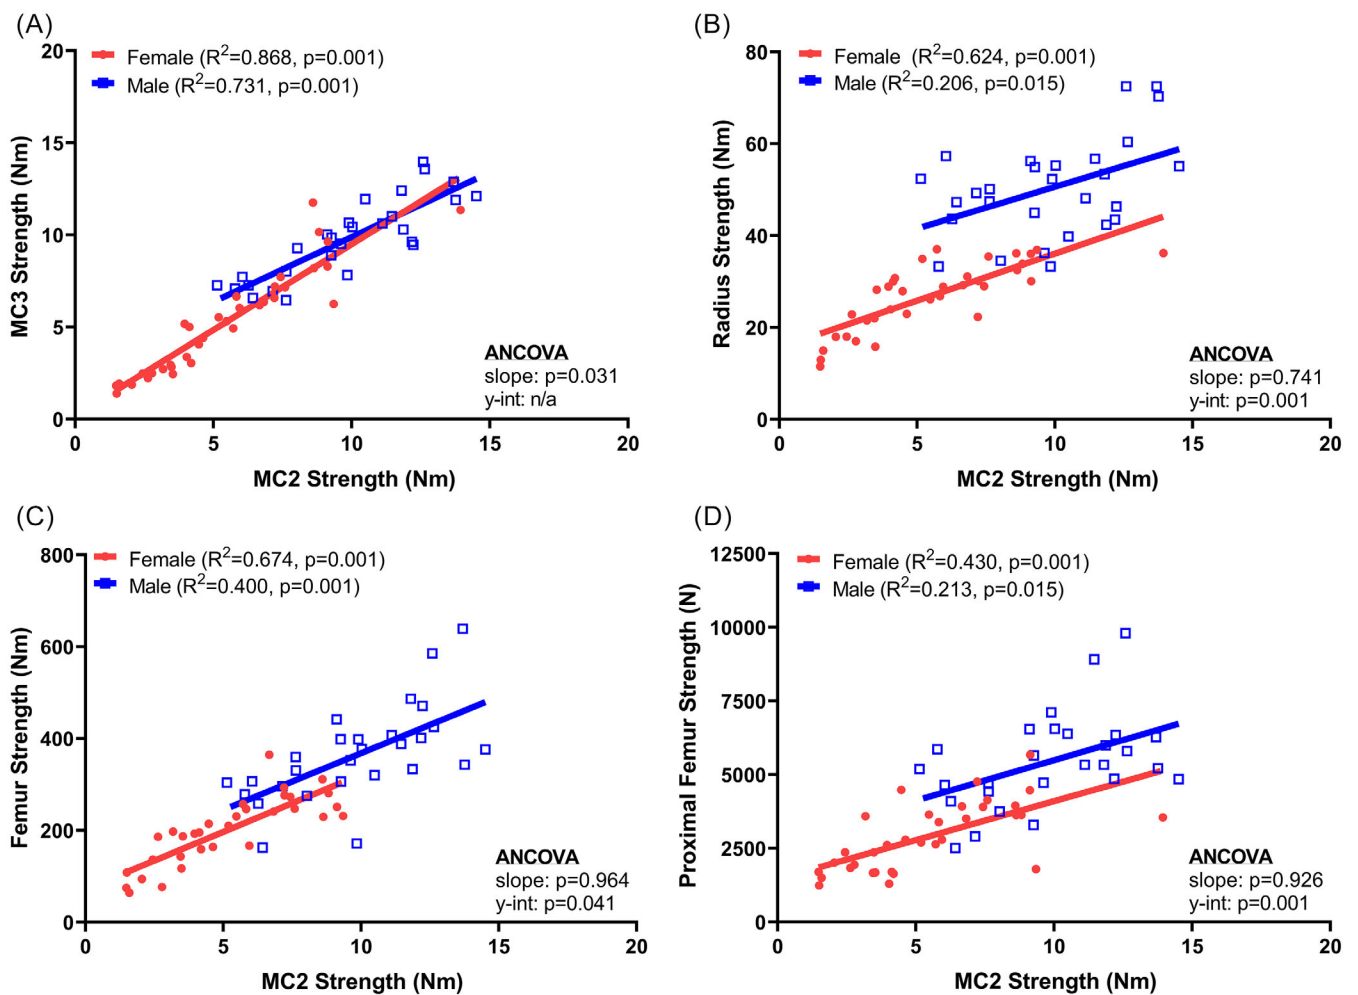 (A)
Female (R2=0.868, p=0.001)
Male (R2=0.731, p=0.001)
MC3 Strength (Nm)
20
15
10
5
0
ANCOVA
slope: p=0.031
y-int: n/a
0 5 10 15 20
MC2 Strength (Nm)
(B)
Female (R2=0.624, p=0.001)
Male (R2=0.206, p=0.015)
Radius Strength (Nm)
80
60
40
20
0
ANCOVA
slope: p=0.741
y-int: p=0.001
0 5 10 15 20
MC2 Strength (Nm)
(C)
Female (R2=0.674, p=0.001)
Male (R2=0.400, p=0.001)
Femur Strength (Nm)
800
600
400
200
0
ANCOVA
slope: p=0.964
y-int: p=0.041
0 5 10 15 20
MC2 Strength (Nm)
(D)
Female (R2=0.430, p=0.001)
Male (R2=0.213, p=0.015)
Proximal Femur Strength (N)
12500
10000
7500
5000
2500
0
ANCOVA
slope: p=0.926
y-int: p=0.001
0 5 10 15 20
MC2 Strength (Nm)